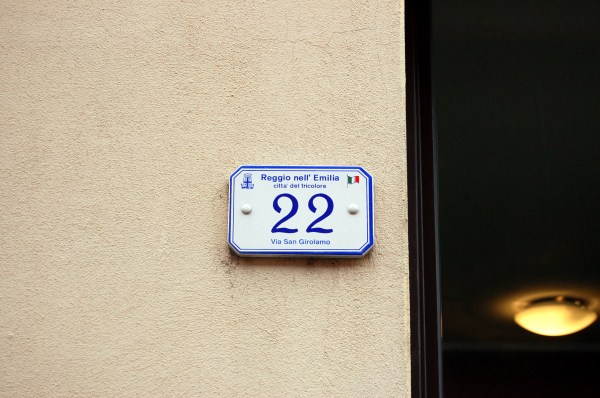 Reggio nell' Emilia
citta' del tricolore
22
Via San Girolamo